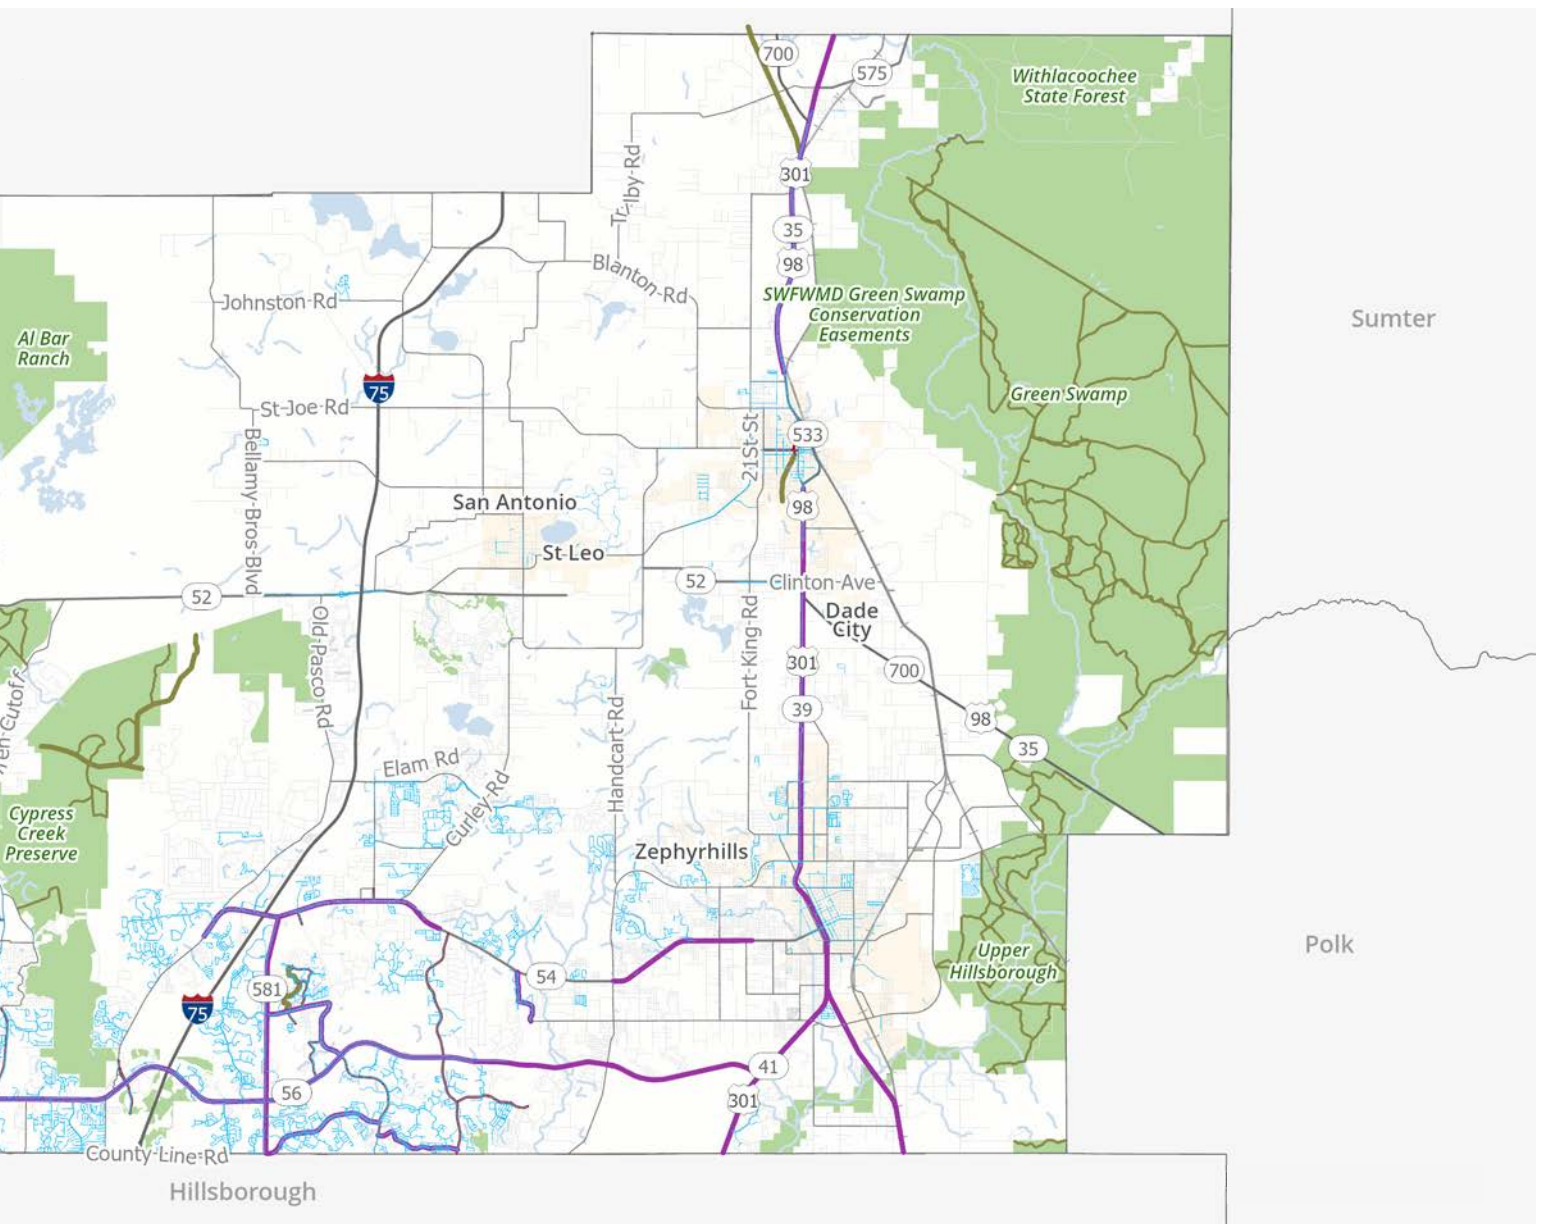 700
575
Withlacoochee
State Forest
Trilby-Rd
301
35
98
Blanton-Rd
Johnston-Rd
SWFWMD Green Swamp
Conservation
Easements
Sumter
Al Bar
Ranch
75
Green Swamp
St-Joe-Rd
533
21St-St
Bellamy-Bros-Blvd
San Antonio
98
St-Leo
52
Clinton-Ave
52
Old-Pasco-Rd
Fort-King-Rd
Dade
City
301
700
39
98
35
Handcart-Rd
Elam Rd
Curley-Rd
Cypress
Creek
Preserve
Zephyrhills
Upper
Hillsborough
Polk
54
581
75
41
56
301
County-Line-Rd
Hillsborough